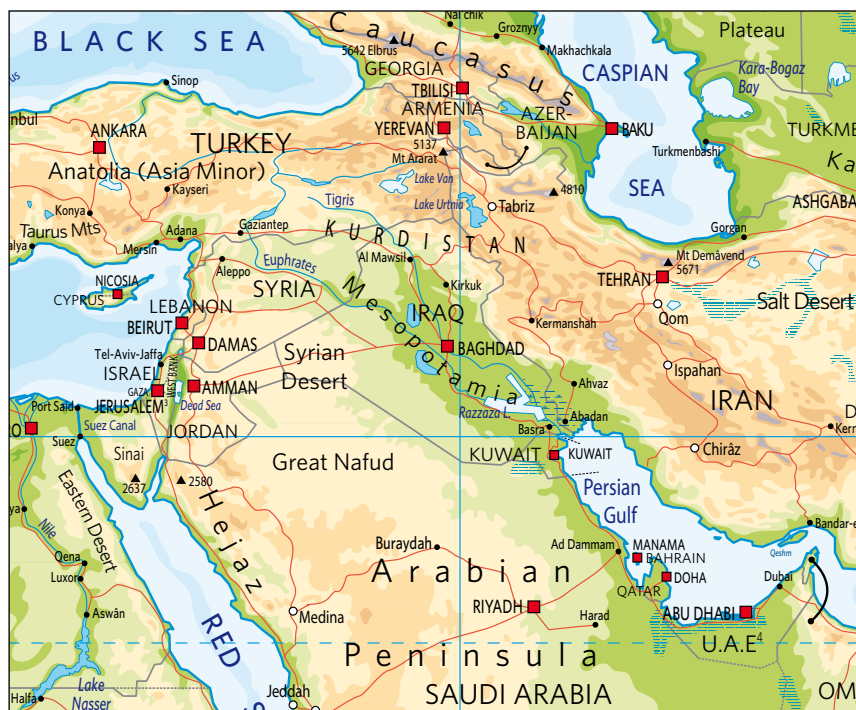 BLACK SEA
Caucasus
Nal'chik
Groznyy
5642 Elbrus
Makhachkala
Plateau
GEORGIA
CASPIAN
SEA
Kara-Bogaz
Bay
Sinop
TBILISI
ARMENIA
AZER-
BAIJAN
nbul
ANKARA
TURKEY
YEREVAN
BAKU
TURKME
5137
Mt Ararat
Turkmenbashi
Ka
Anatolia (Asia Minor)
Kayseri
Lake Van
4810
Tigris
Lake Urtnia
Tabriz
ASHGABA
Konya
Taurus Mts
Adana
Gaziantep
KURDISTAN
Gorgan
alya
Mersin
Aleppo
Euphrates
Al Mawsil
Mt Demâvend
5671
TEHRAN
NICOSIA
CYPRUS
SYRIA
Kirkuk
Mesopotamia
Qom
Salt Desert
LEBANON
BEIRUT
IRAQ
Kermanshah
DAMAS
BAGHDAD
Tel-Aviv-Jaffa
Syrian
Desert
ISRAEL
WEST BANK
Ispahan
GAZA
AMMAN
Ahvaz
IRAN
Port Saïd
JERUSALEM³
Dead Sea
Razzaza L.
Abadan
Suez Canal
O
JORDAN
Basra
D
Kern
Suez
Chirâz
Sinai
Great Nafud
KUWAIT
KUWAIT
2637
2580
Persian
Gulf
Eastern Desert
Hejaz
ya
Nile
Bandar-e
Qena
Buraydah
Ad Dammam
MANAMA
BAHRAIN
Qeshm
Luxor
Arabian
DOHA
Dubai
QATAR
Aswân
Medina
RIYADH
Harad
ABU DHABI
RED
U.A.E⁴
Peninsula
Halfa
Lake
Nasser
Jeddah
S
SAUDI ARABIA
OM